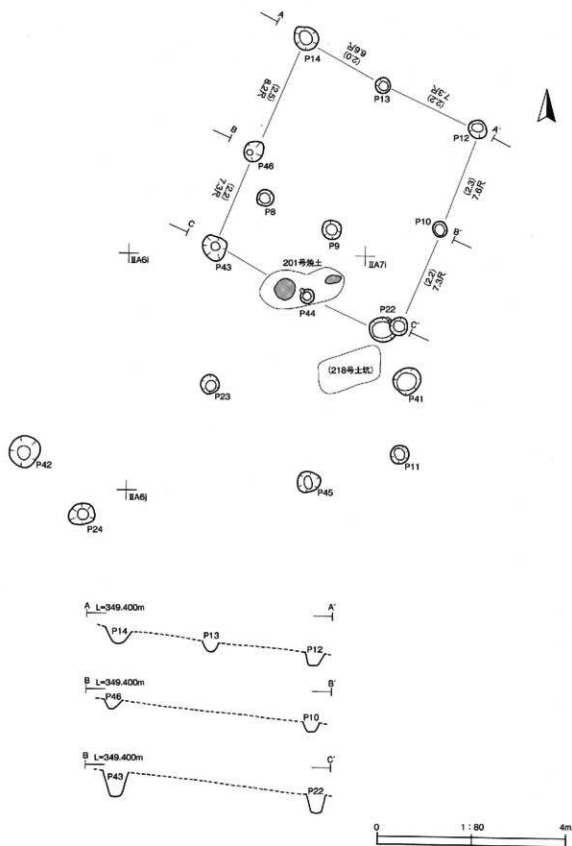 A
P14
(2.0)
6.6尺
P13
(2.2)
7.3尺
P12
A'
(2.5)
8.2尺
B
P46
(2.2)
7.3尺
P8
(2.3)
7.6尺
P10
B'
P9
C
P43
201号焼土
ⅡA6i
ⅡA7i
(2.2)
7.3尺
P44
P22
C'
(218号土坑)
P23
P41
P42
P11
P45
ⅡA6j
P24
A L=349.400m A'
P14 P13 P12
B L=349.400m B'
P46 P10
B L=349.400m C'
P43 P22
0 1:80 4m